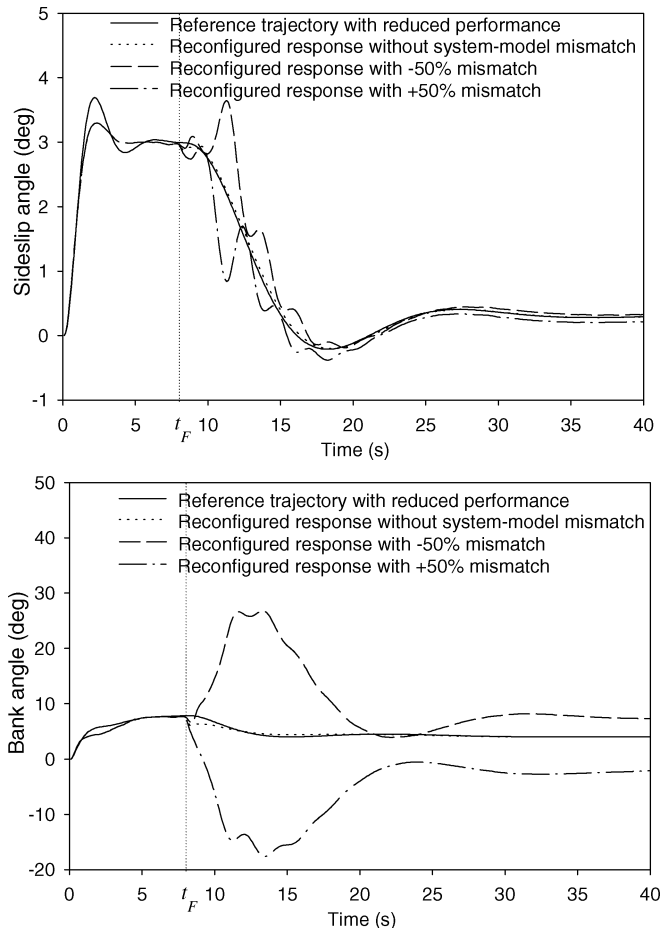 5
4
3
2
1
0
-1
Sideslip angle (deg)
Reference trajectory with reduced performance
Reconfigured response without system-model mismatch
Reconfigured response with -50% mismatch
Reconfigured response with +50% mismatch
0 5 t_F 10 15 20 25 30 35 40
Time (s)
50
40
30
20
10
0
-10
-20
Bank angle (deg)
Reference trajectory with reduced performance
Reconfigured response without system-model mismatch
Reconfigured response with -50% mismatch
Reconfigured response with +50% mismatch
0 5 t_F 10 15 20 25 30 35 40
Time (s)